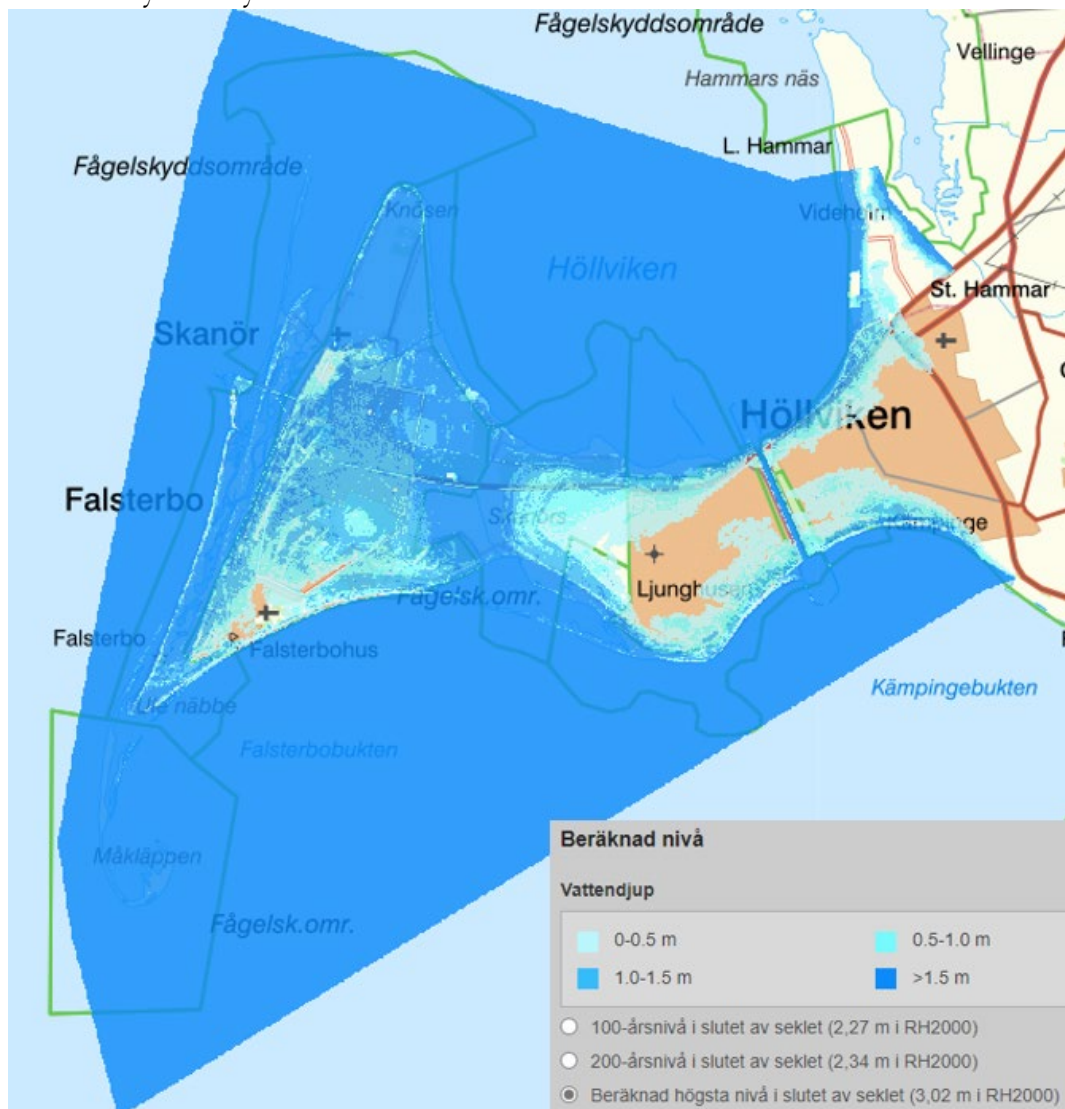 Fågelskyddsområde
Vellinge
Hammars näs
L. Hammar
Fågelskyddsområde
Knösen
Videholm
Höllviken
St. Hammar
Skanör
Höllviken
Falsterbo
Kämpinge
Ljunghusen
Fågelsk.omr.
Falsterbo
Falsterbohus
Kämpingebukten
Ule näbbe
Falsterbobukten
Måkläppen
Fågelsk.omr.
Beräknad nivå
Vattendjup
0-0.5 m
0.5-1.0 m
1.0-1.5 m
>1.5 m
100-årsnivå i slutet av seklet (2,27 m i RH2000)
200-årsnivå i slutet av seklet (2,34 m i RH2000)
Beräknad högsta nivå i slutet av seklet (3,02 m i RH2000)